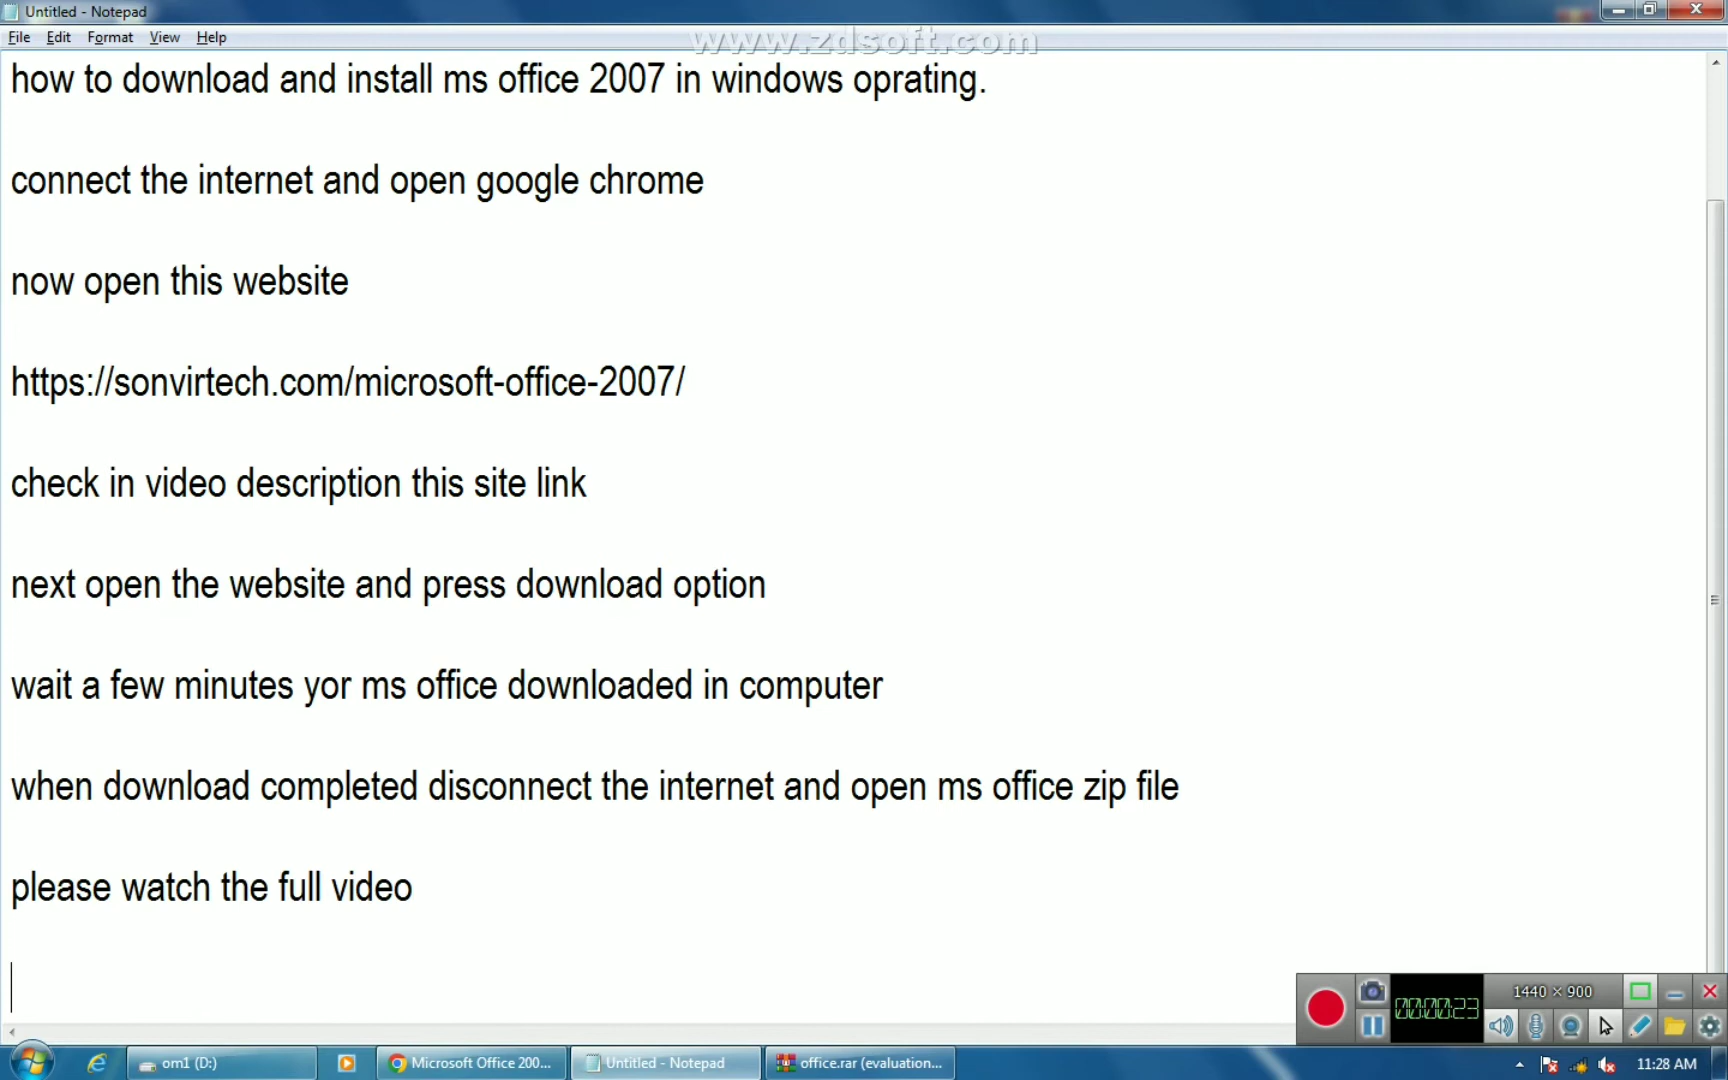 Untitled - Notepad
File Edit Format View Help
www.zdsoft.com
how to download and install ms office 2007 in windows oprating.
connect the internet and open google chrome
now open this website
https://sonvirtech.com/microsoft-office-2007/
check in video description this site link
next open the website and press download option
wait a few minutes yor ms office downloaded in computer
when download completed disconnect the internet and open ms office zip file
please watch the full video
1440 × 900
00:00:23
om1 (D:)
Microsoft Office 200...
Untitled - Notepad
office.rar (evaluation...
11:28 AM